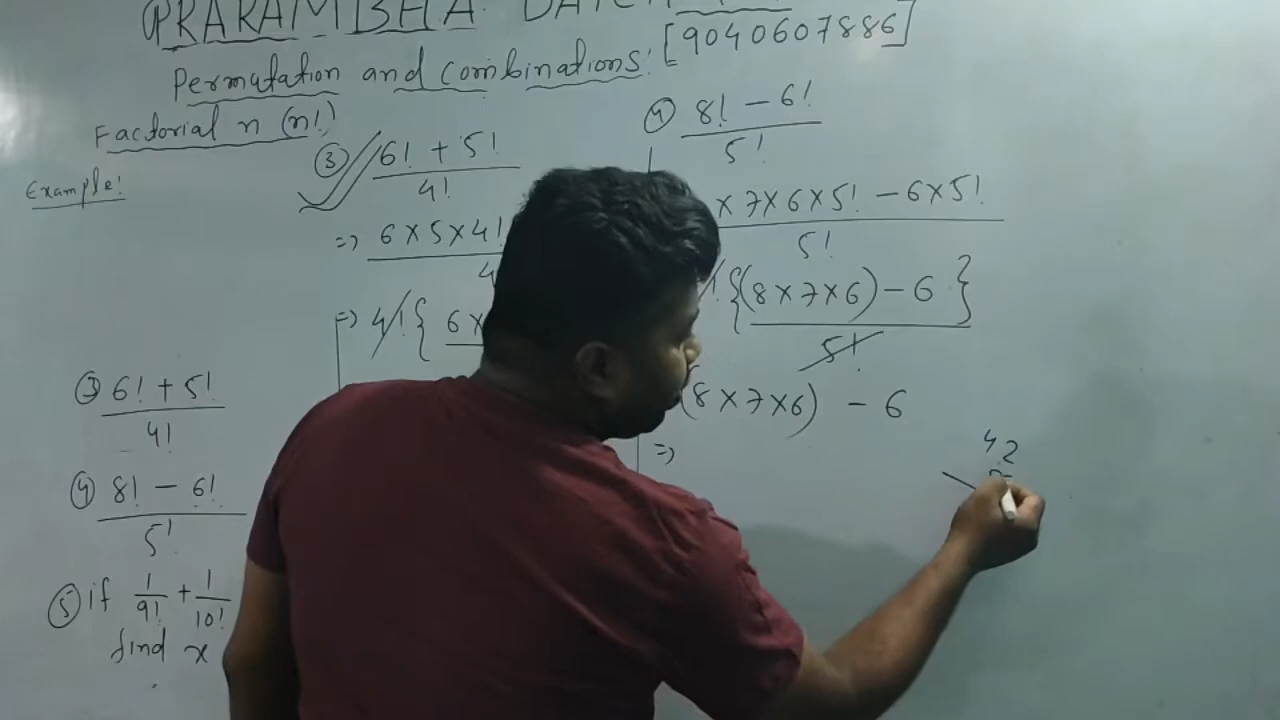 PRARAMBHA BATCH
[9040607886]
Permutation and Combinations:
Factorial n (n!)
Example:
③ 6! + 5!
4!
=> 6 × 5 × 4!
4
=> 4! { 6 ×
④ 8! - 6!
5!
× 7 × 6 × 5! - 6 × 5!
5!
! {(8 × 7 × 6) - 6 }
5!
(8 × 7 × 6) - 6
=>
42
③ 6! + 5!
4!
④ 8! - 6!
5!
⑤ if 1/9! + 1/10!
find x